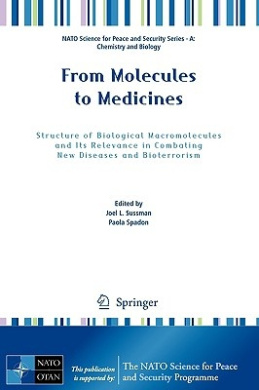 NATO Science for Peace and Security Series - A:
Chemistry and Biology
From Molecules
to Medicines
Structure of Biological Macromolecules
and Its Relevance in Combating
New Diseases and Bioterrorism
Edited by
Joel L. Sussman
Paola Spadon
Springer
NATO
OTAN
This publication
is supported by:
The NATO Science for Peace
and Security Programme